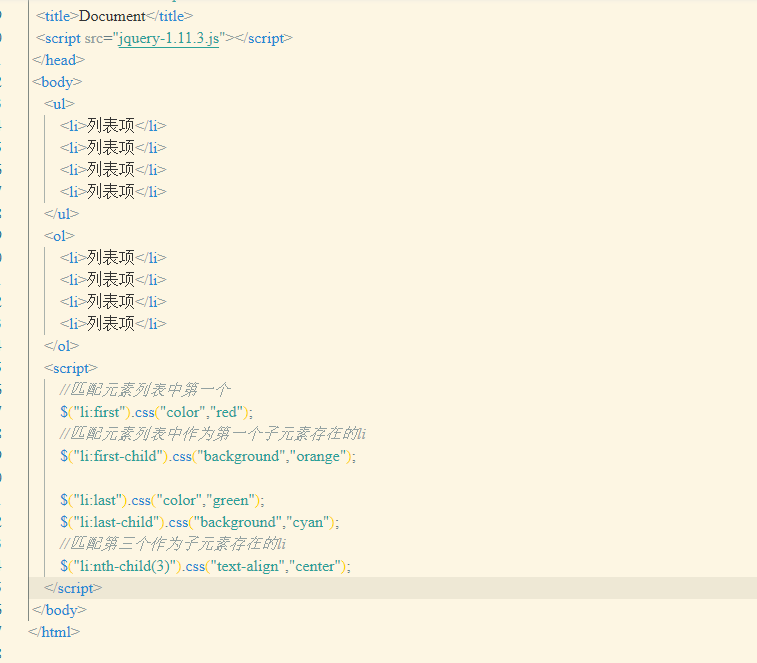 <title>Document</title>
<script src="jquery-1.11.3.js"></script>
</head>
<body>
<ul>
<li>列表项</li>
<li>列表项</li>
<li>列表项</li>
<li>列表项</li>
</ul>
<ol>
<li>列表项</li>
<li>列表项</li>
<li>列表项</li>
<li>列表项</li>
</ol>
<script>
//匹配元素列表中第一个
$("li:first").css("color","red");
//匹配元素列表中作为第一个子元素存在的li
$("li:first-child").css("background","orange");
$("li:last").css("color","green");
$("li:last-child").css("background","cyan");
//匹配第三个作为子元素存在的li
$("li:nth-child(3)").css("text-align","center");
</script>
</body>
</html>